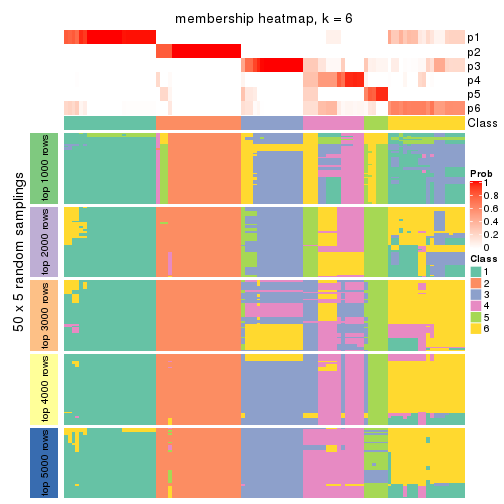 membership heatmap, k = 6
p1
p2
p3
p4
p5
p6
Class
50 x 5 random samplings
top 1000 rows
top 2000 rows
top 3000 rows
top 4000 rows
top 5000 rows
Prob
1
0.8
0.6
0.4
0.2
0
Class
1
2
3
4
5
6